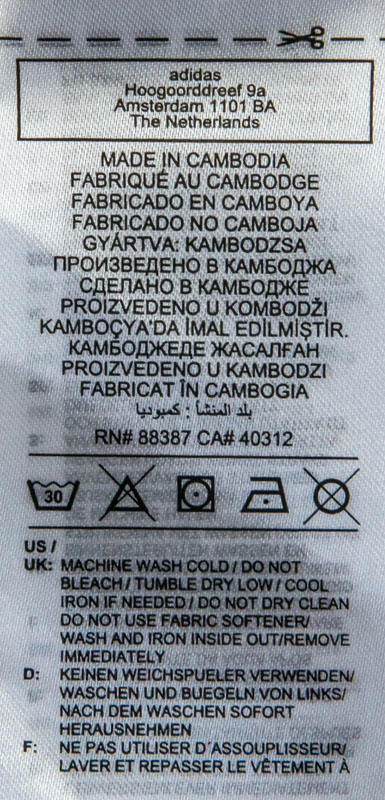 adidas
Hoogoorddreef 9a
Amsterdam 1101 BA
The Netherlands
MADE IN CAMBODIA
FABRIQUÉ AU CAMBODGE
FABRICADO EN CAMBOYA
FABRICADO NO CAMBOJA
GYÁRTVA: KAMBODZSA
ПРОИЗВЕДЕНО В КАМБОДЖА
СДЕЛАНО В КАМБОДЖЕ
PROIZVEDENO U KOMBODŽI
KAMBOÇYA'DA İMAL EDİLMİŞTİR.
КАМБОДЖЕДЕ ЖАСАЛҒАН
PROIZVEDENO U KAMBODZI
FABRICAT ÎN CAMBOGIA
بلد المنشأ : كمبوديا
RN# 88387 CA# 40312
30
US /
UK: MACHINE WASH COLD / DO NOT
BLEACH / TUMBLE DRY LOW / COOL
IRON IF NEEDED / DO NOT DRY CLEAN
DO NOT USE FABRIC SOFTENER/
WASH AND IRON INSIDE OUT/REMOVE
IMMEDIATELY
D: KEINEN WEICHSPUELER VERWENDEN/
WASCHEN UND BUEGELN VON LINKS/
NACH DEM WASCHEN SOFORT
HERAUSNEHMEN
F: NE PAS UTILISER D´ASSOUPLISSEUR/
LAVER ET REPASSER LE VÊTEMENT À